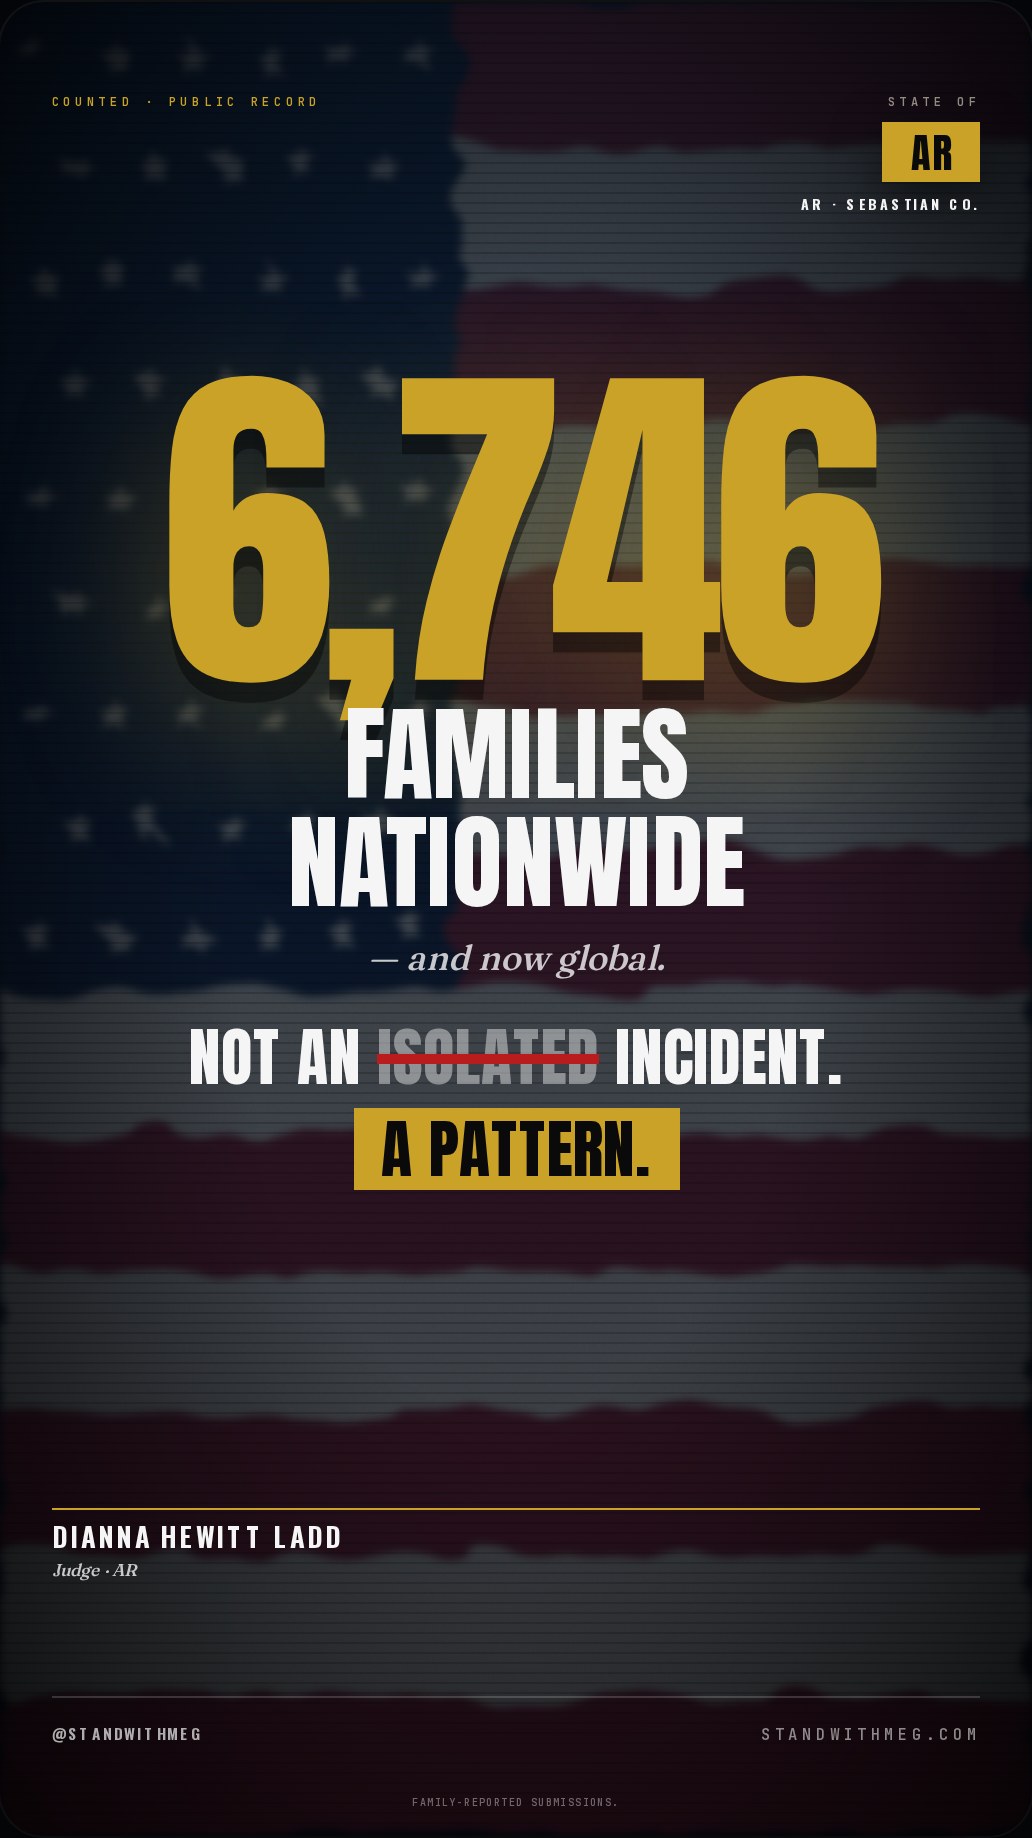 COUNTED · PUBLIC RECORD
STATE OF
AR
AR · SEBASTIAN CO.
6,746
FAMILIES
NATIONWIDE
— and now global.
NOT AN ISOLATED INCIDENT.
A PATTERN.
DIANNA HEWITT LADD
Judge · AR
@STANDWITHMEG
STANDWITHMEG.COM
FAMILY-REPORTED SUBMISSIONS.